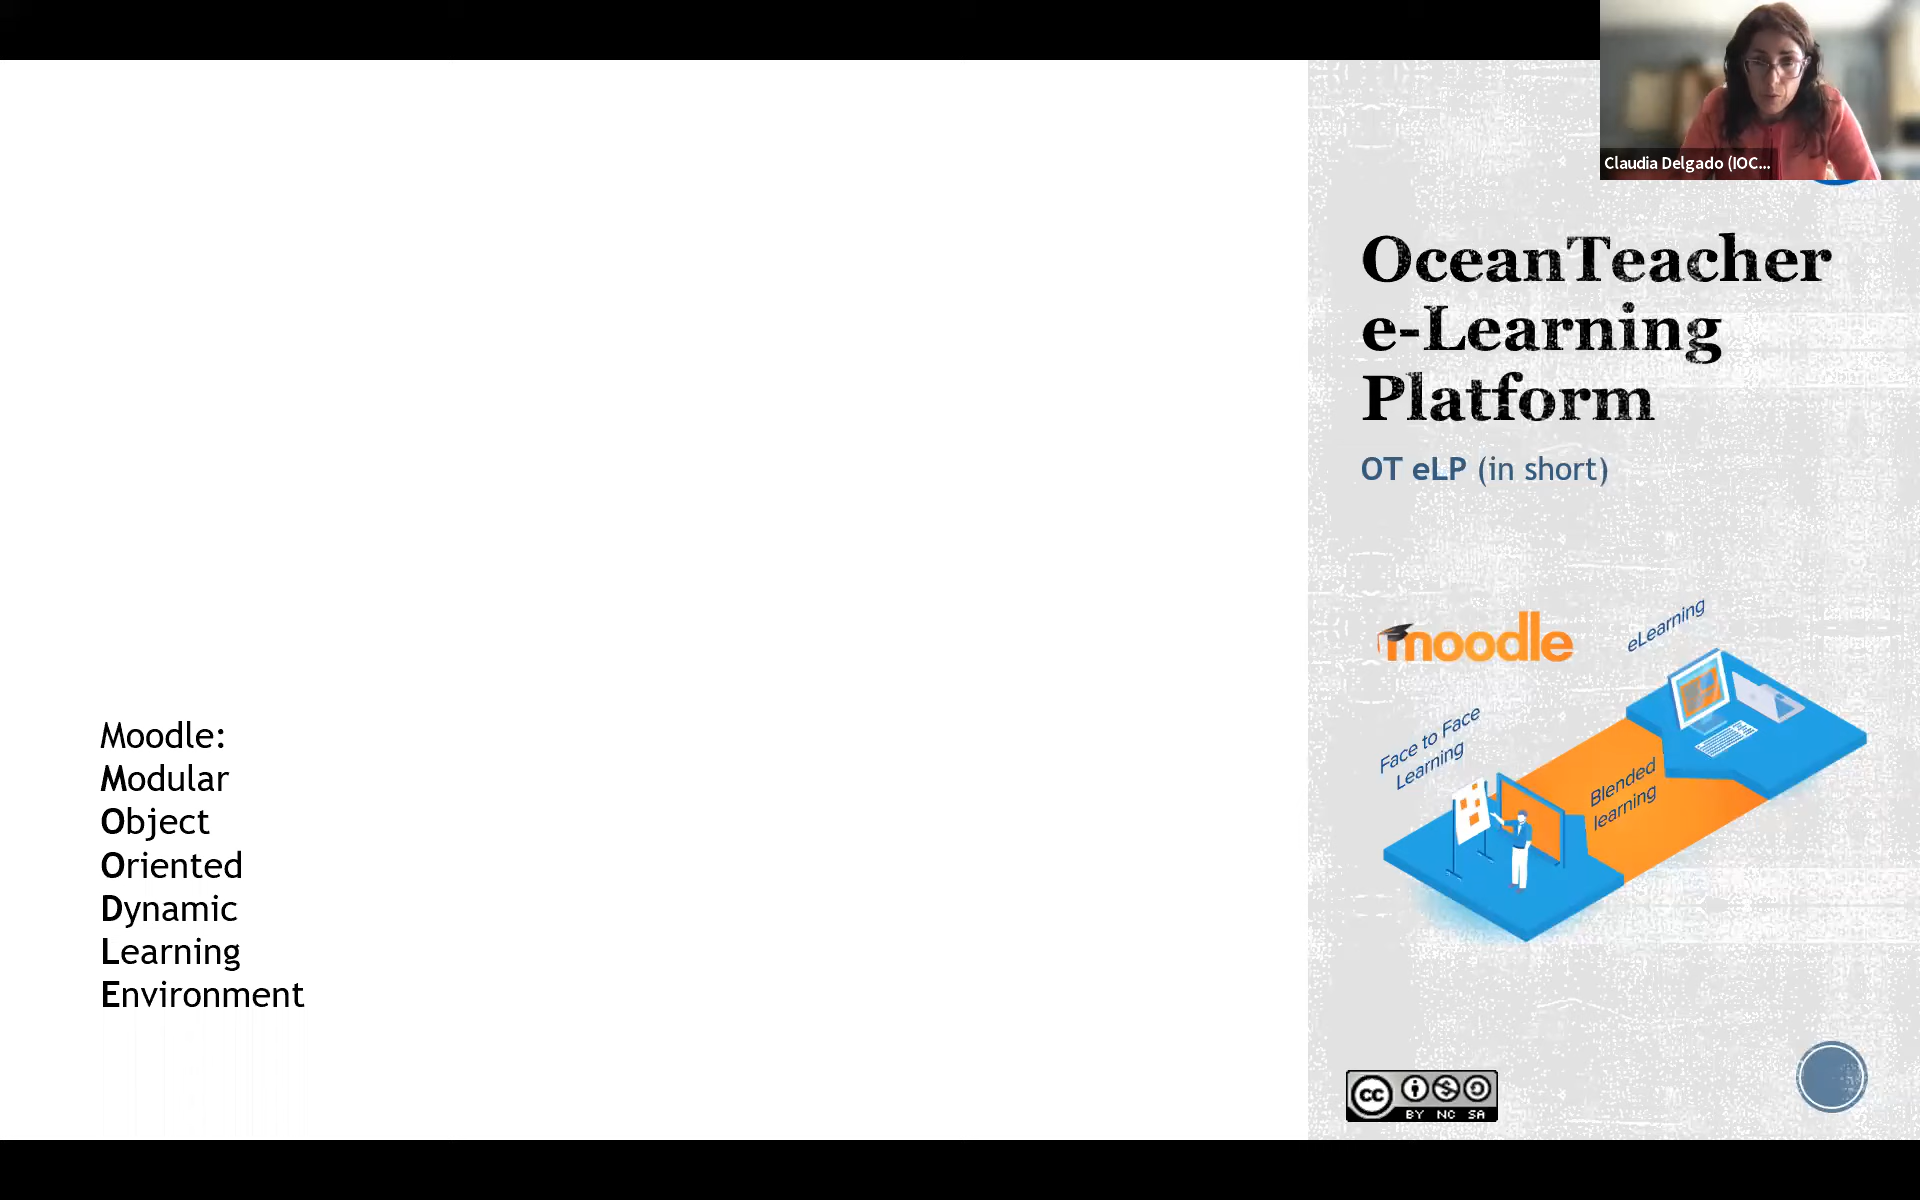 Claudia Delgado (IOC...
OceanTeacher
e-Learning
Platform
OT eLP (in short)
moodle
eLearning
Face to Face
Learning
Blended
learning
Moodle:
Modular
Object
Oriented
Dynamic
Learning
Environment
cc
BY NC SA